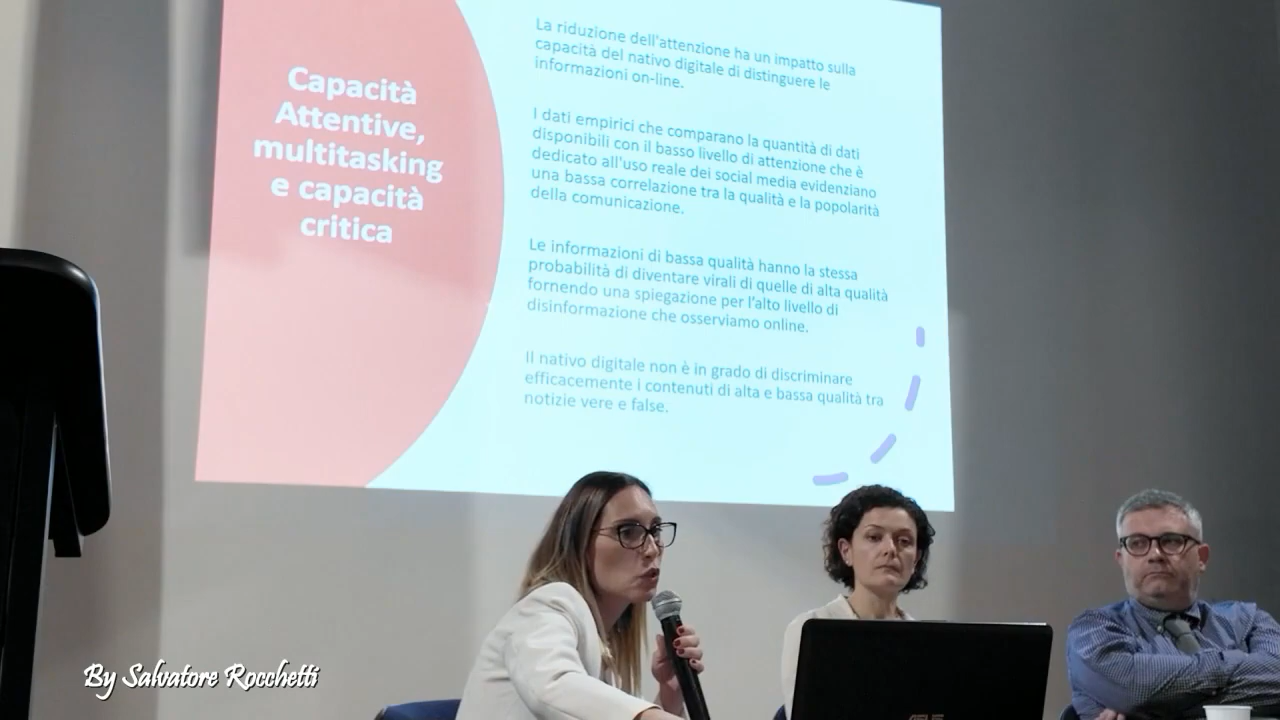 Capacità
Attentive,
multitasking
e capacità
critica
La riduzione dell'attenzione ha un impatto sulla
capacità del nativo digitale di distinguere le
informazioni on-line.
I dati empirici che comparano la quantità di dati
disponibili con il basso livello di attenzione che è
dedicato all'uso reale dei social media evidenziano
una bassa correlazione tra la qualità e la popolarità
della comunicazione.
Le informazioni di bassa qualità hanno la stessa
probabilità di diventare virali di quelle di alta qualità
fornendo una spiegazione per l'alto livello di
disinformazione che osserviamo online.
Il nativo digitale non è in grado di discriminare
efficacemente i contenuti di alta e bassa qualità tra
notizie vere e false.
By Salvatore Rocchetti
ASUS